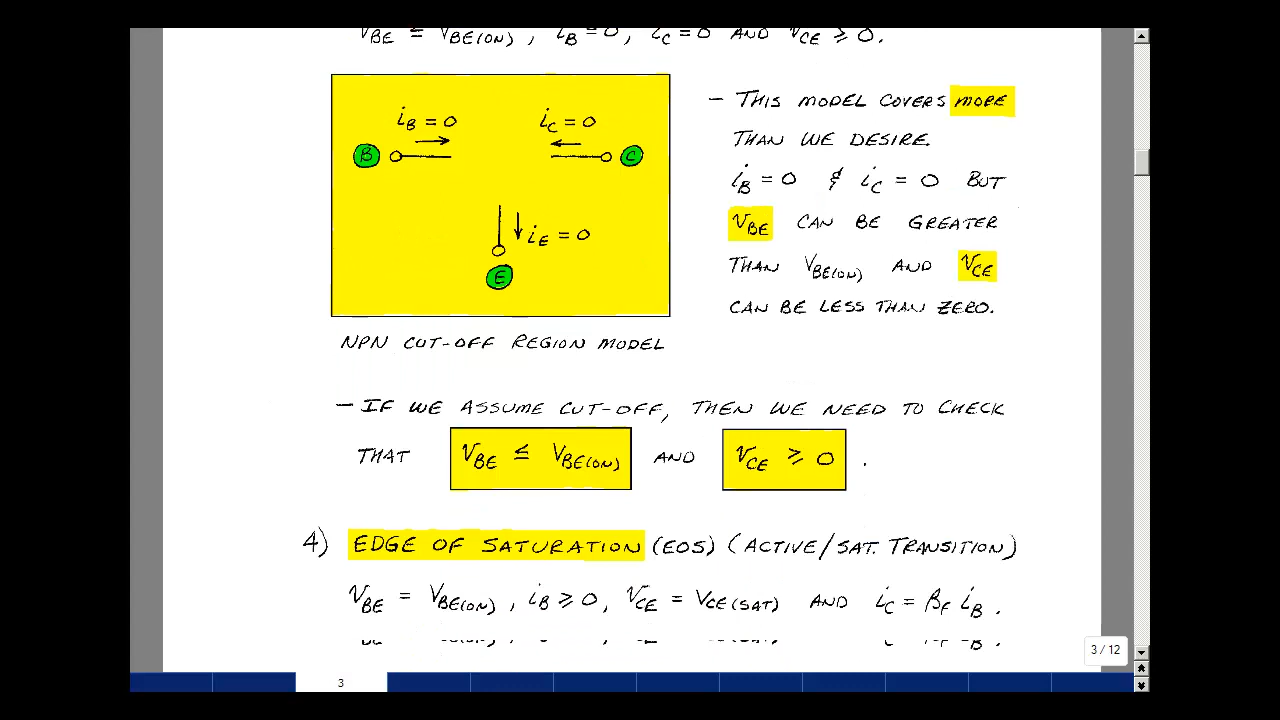 VBE ≤ VBE(ON), iB = 0, iC = 0 AND VCE ≥ 0.
iB = 0 iC = 0
B C
iE = 0
E
NPN CUT-OFF REGION MODEL
- THIS MODEL COVERS MORE
THAN WE DESIRE.
iB = 0 & iC = 0 BUT
VBE CAN BE GREATER
THAN VBE(ON) AND VCE
CAN BE LESS THAN ZERO.
- IF WE ASSUME CUT-OFF, THEN WE NEED TO CHECK
THAT VBE ≤ VBE(ON) AND VCE ≥ 0 .
4) EDGE OF SATURATION (EOS) (ACTIVE/SAT. TRANSITION)
VBE = VBE(ON), iB ≥ 0, VCE = VCE(SAT) AND iC = βF iB .
3 / 12
3